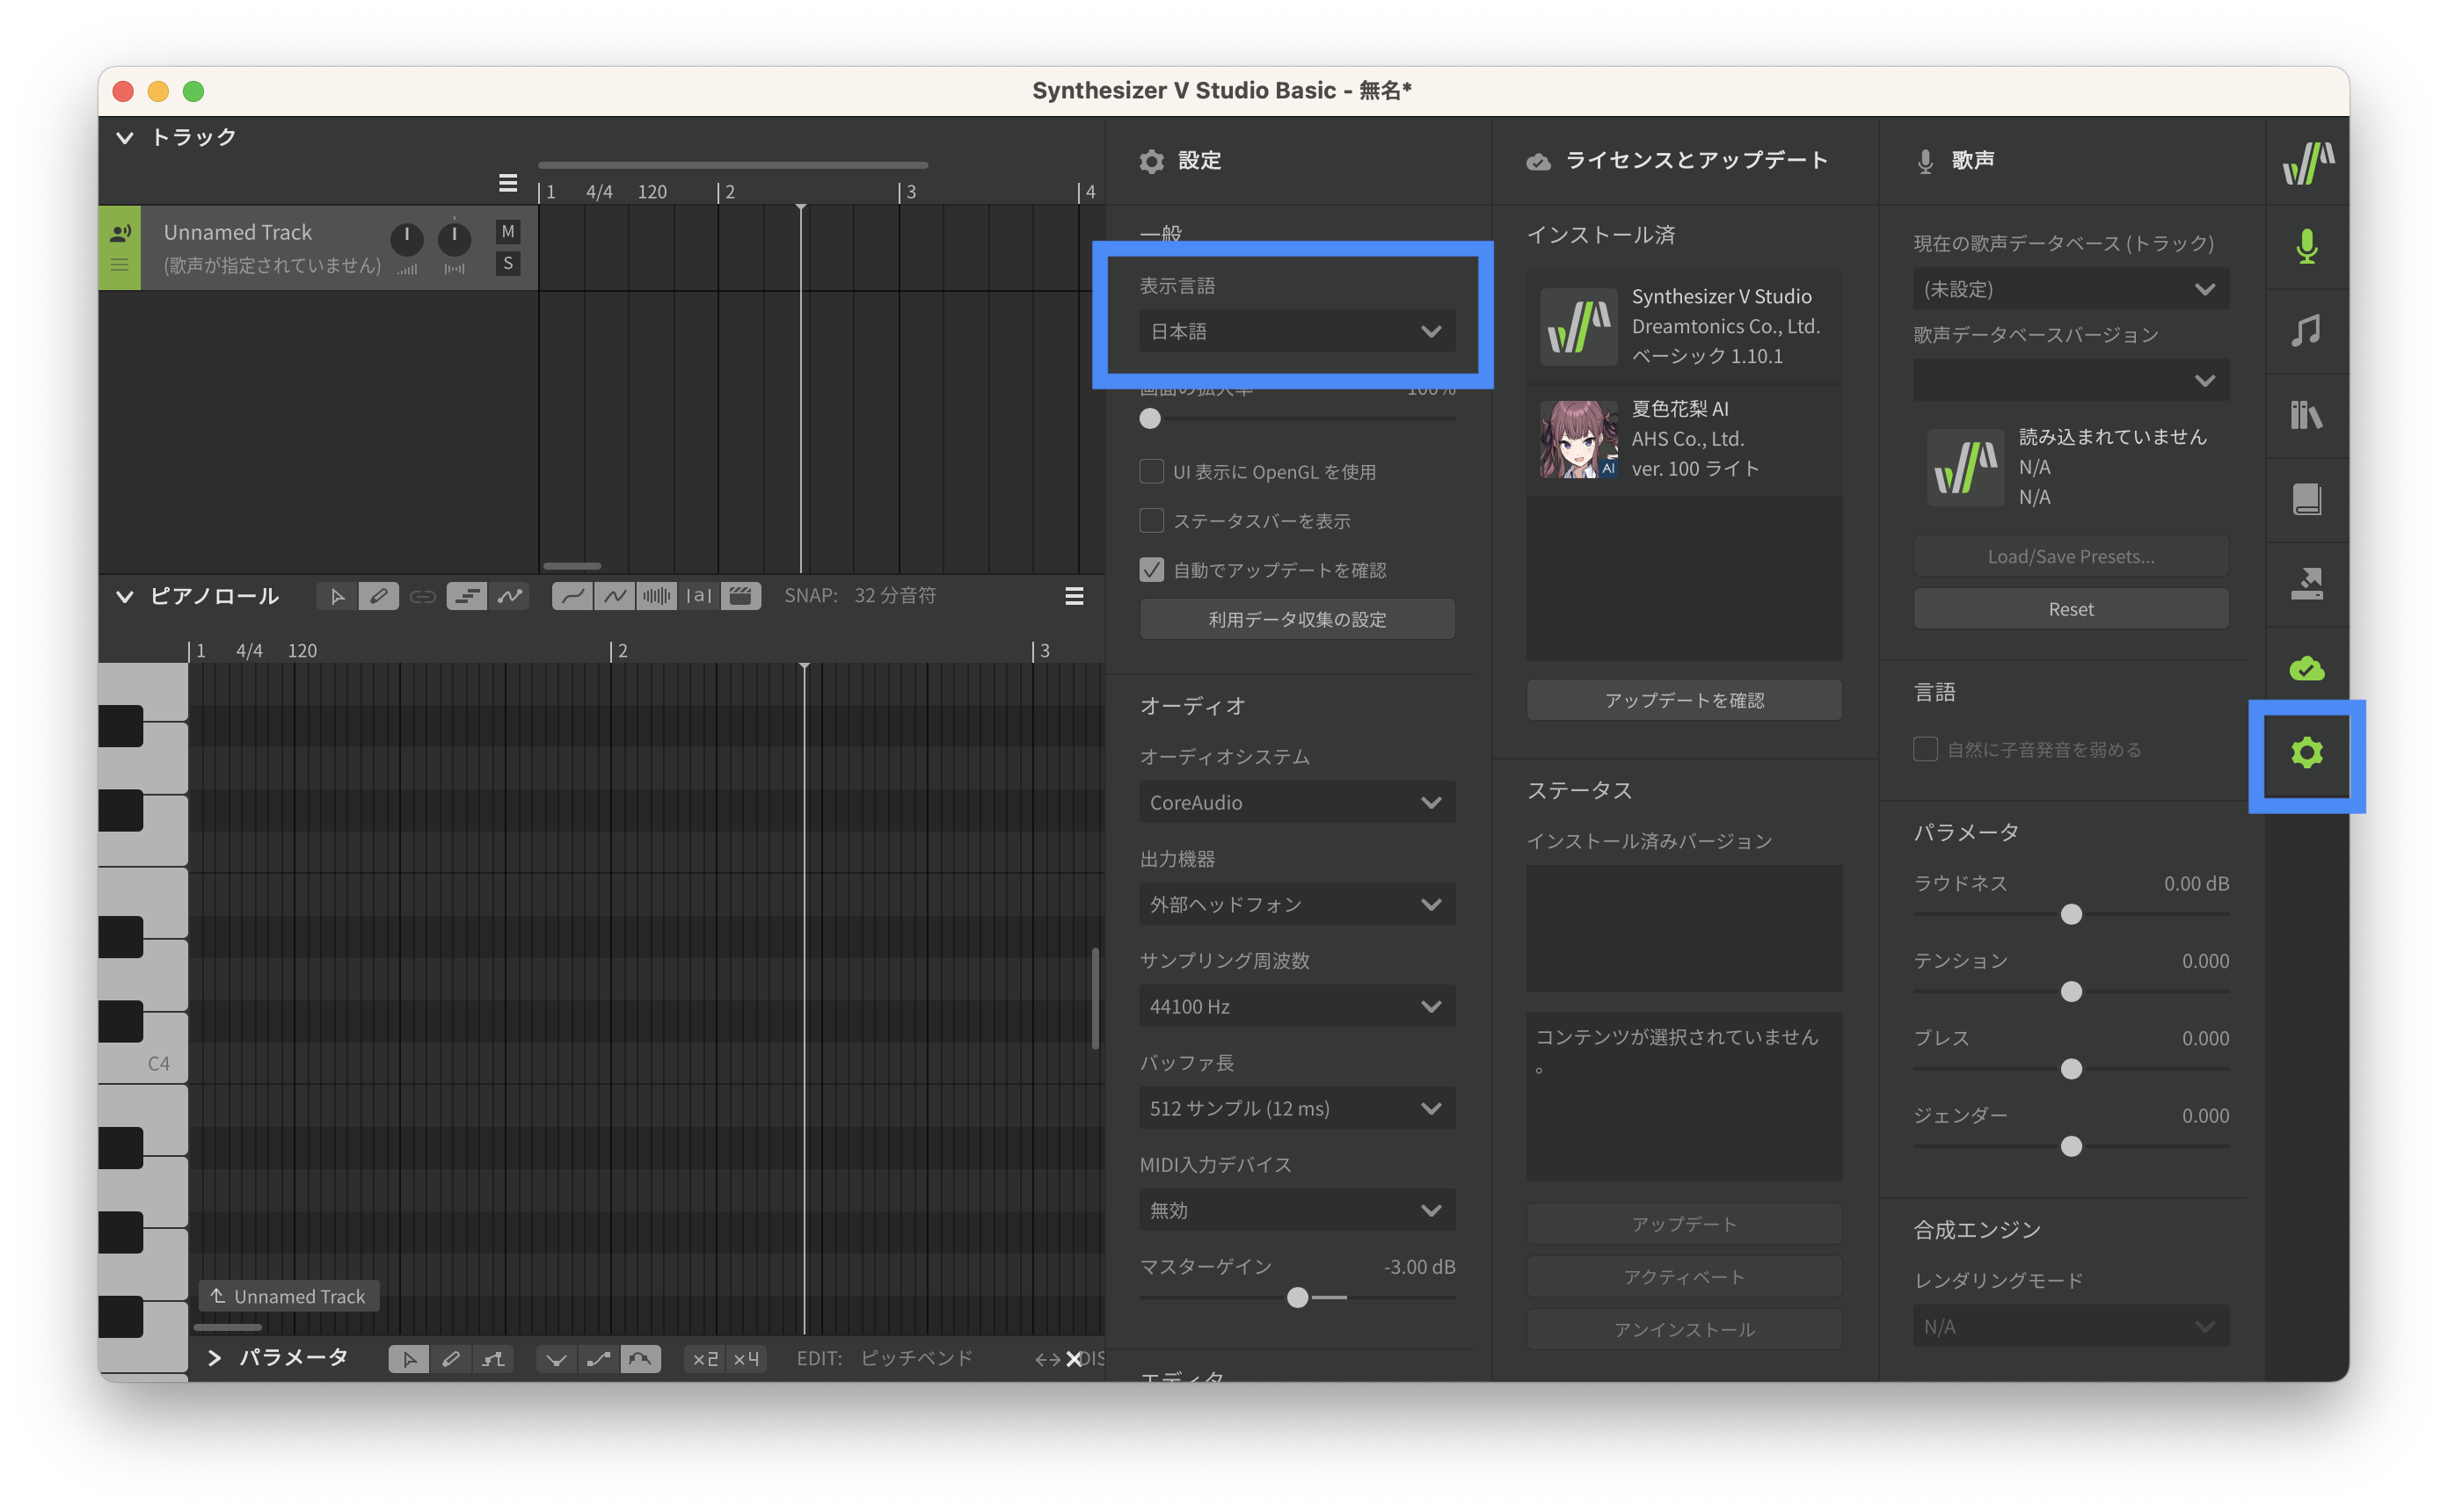 Synthesizer V Studio Basic - 無名*
トラック
1 4/4 120 2 3 4
Unnamed Track
(歌声が指定されていません)
M
S
ピアノロール
|a|
SNAP: 32 分音符
1 4/4 120 2 3
C4
Unnamed Track
パラメータ
×2 ×4
EDIT: ピッチベンド
DIS
設定
一般
表示言語
日本語
画面の拡大率 100%
UI 表示に OpenGL を使用
ステータスバーを表示
自動でアップデートを確認
利用データ収集の設定
オーディオ
オーディオシステム
CoreAudio
出力機器
外部ヘッドフォン
サンプリング周波数
44100 Hz
バッファ長
512 サンプル (12 ms)
MIDI入力デバイス
無効
マスターゲイン -3.00 dB
エディタ
ライセンスとアップデート
インストール済
Synthesizer V Studio
Dreamtonics Co., Ltd.
ベーシック 1.10.1
夏色花梨 AI
AHS Co., Ltd.
ver. 100 ライト
AI
アップデートを確認
ステータス
インストール済みバージョン
コンテンツが選択されていません
。
アップデート
アクティベート
アンインストール
歌声
現在の歌声データベース (トラック)
(未設定)
歌声データベースバージョン
読み込まれていません
N/A
N/A
Load/Save Presets...
Reset
言語
自然に子音発音を弱める
パラメータ
ラウドネス 0.00 dB
テンション 0.000
ブレス 0.000
ジェンダー 0.000
合成エンジン
レンダリングモード
N/A